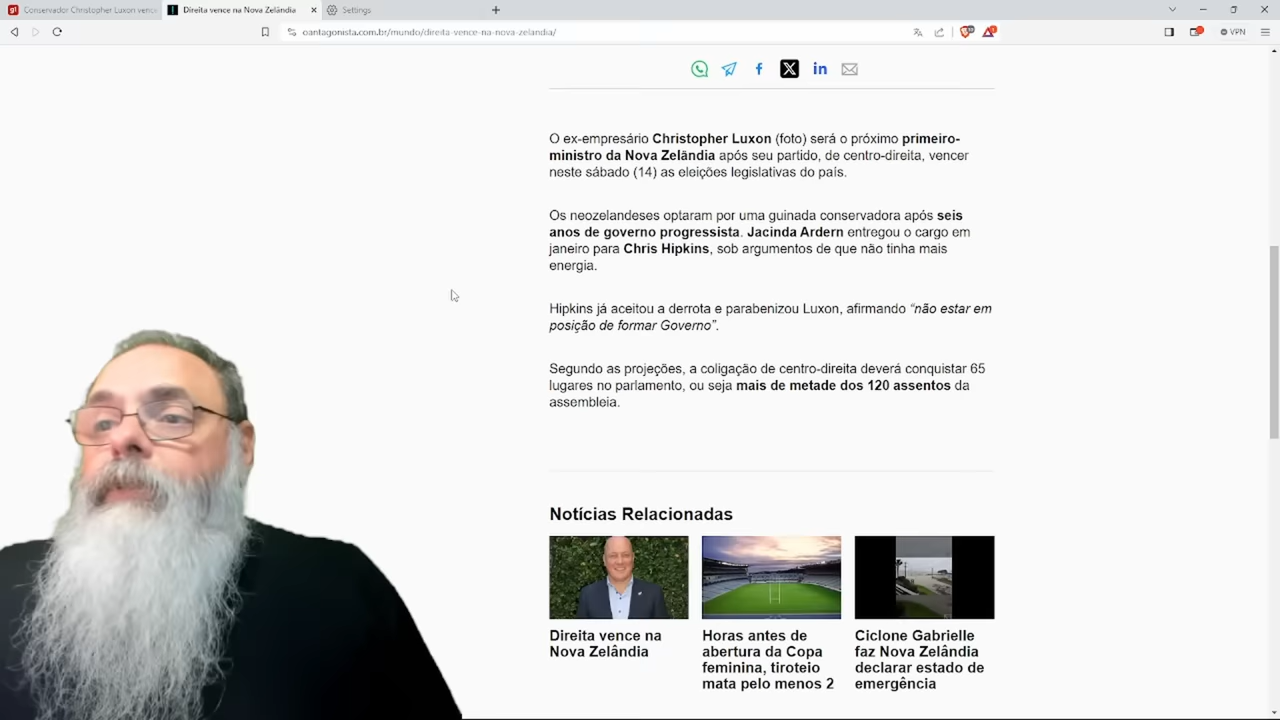 Conservador Christopher Luxon vence
Direita vence na Nova Zelândia
Settings
oantagonista.com.br/mundo/direita-vence-na-nova-zelandia/
VPN
O ex-empresário Christopher Luxon (foto) será o próximo primeiro-
ministro da Nova Zelândia após seu partido, de centro-direita, vencer
neste sábado (14) as eleições legislativas do país.
Os neozelandeses optaram por uma guinada conservadora após seis
anos de governo progressista. Jacinda Ardern entregou o cargo em
janeiro para Chris Hipkins, sob argumentos de que não tinha mais
energia.
Hipkins já aceitou a derrota e parabenizou Luxon, afirmando “não estar em
posição de formar Governo”.
Segundo as projeções, a coligação de centro-direita deverá conquistar 65
lugares no parlamento, ou seja mais de metade dos 120 assentos da
assembleia.
Notícias Relacionadas
Direita vence na
Nova Zelândia
Horas antes de
abertura da Copa
feminina, tiroteio
mata pelo menos 2
Ciclone Gabrielle
faz Nova Zelândia
declarar estado de
emergência